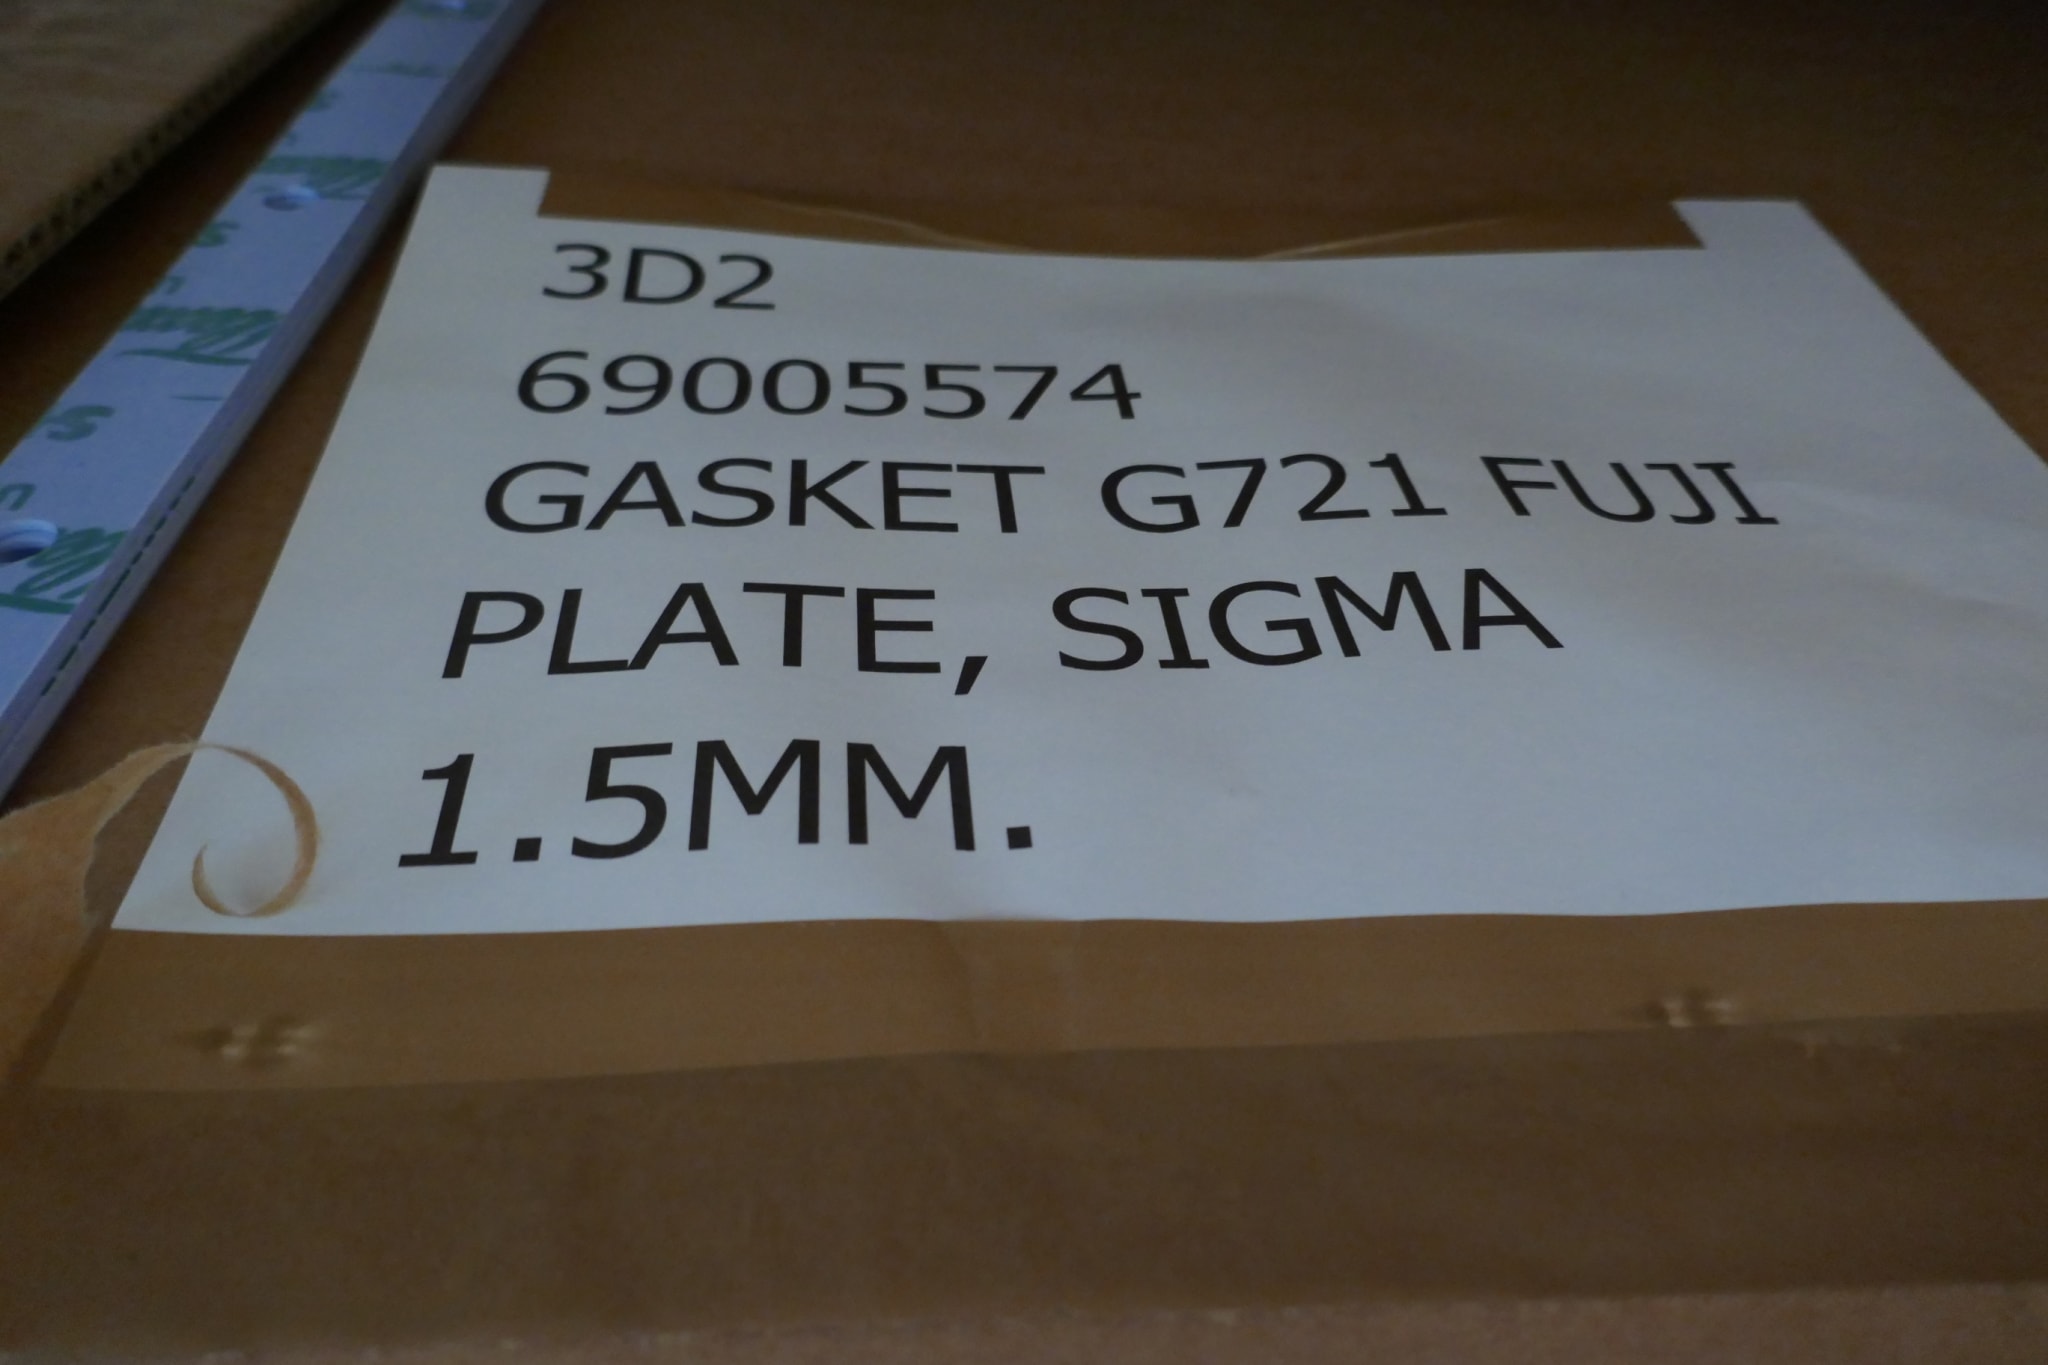 3D2
69005574
GASKET G721 FUJI
PLATE, SIGMA
1.5MM.